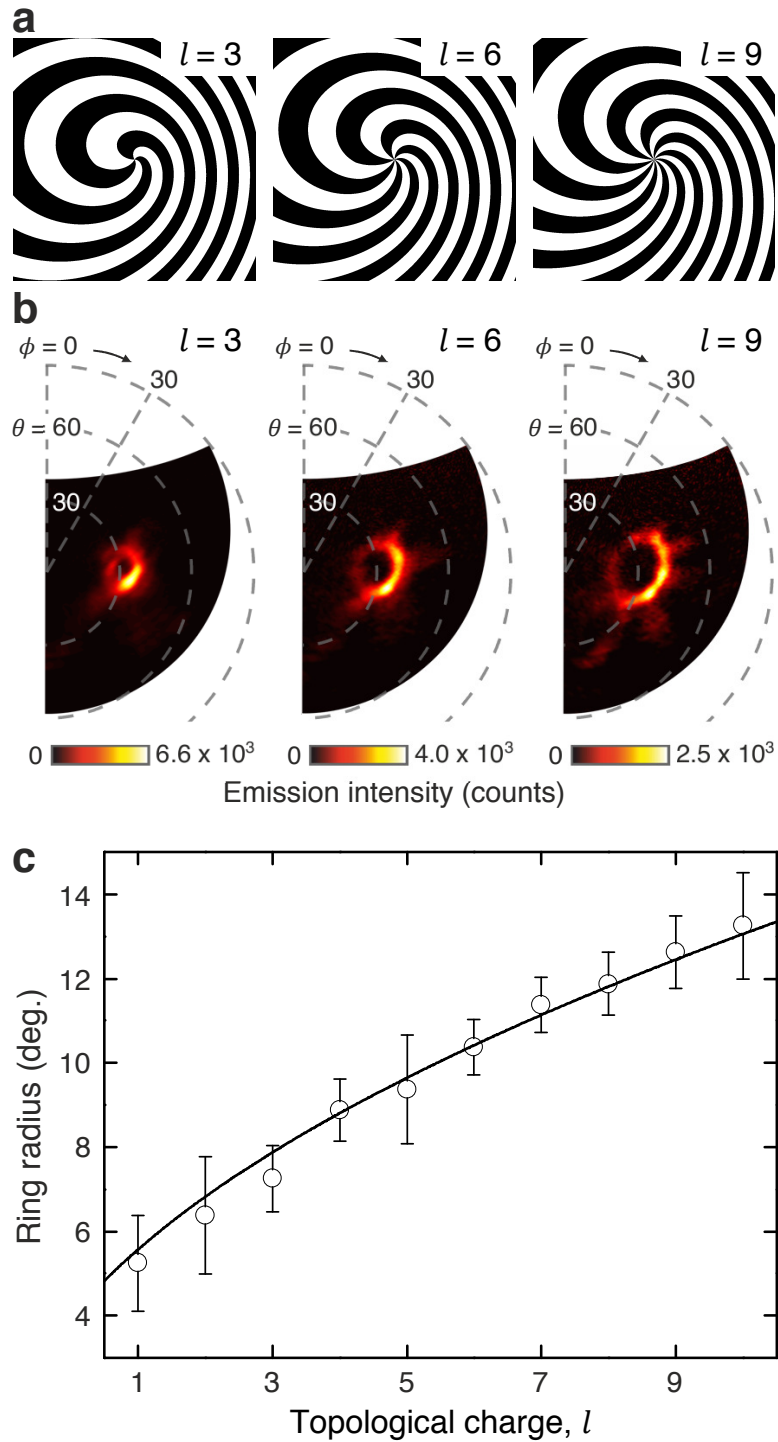 a
l = 3
l = 6
l = 9
b
ϕ = 0
30
θ = 60
30
l = 3
ϕ = 0
30
θ = 60
30
l = 6
ϕ = 0
30
θ = 60
30
l = 9
0 6.6 x 10³
0 4.0 x 10³
0 2.5 x 10³
Emission intensity (counts)
c
Ring radius (deg.)
14
12
10
8
6
4
1 3 5 7 9
Topological charge, l